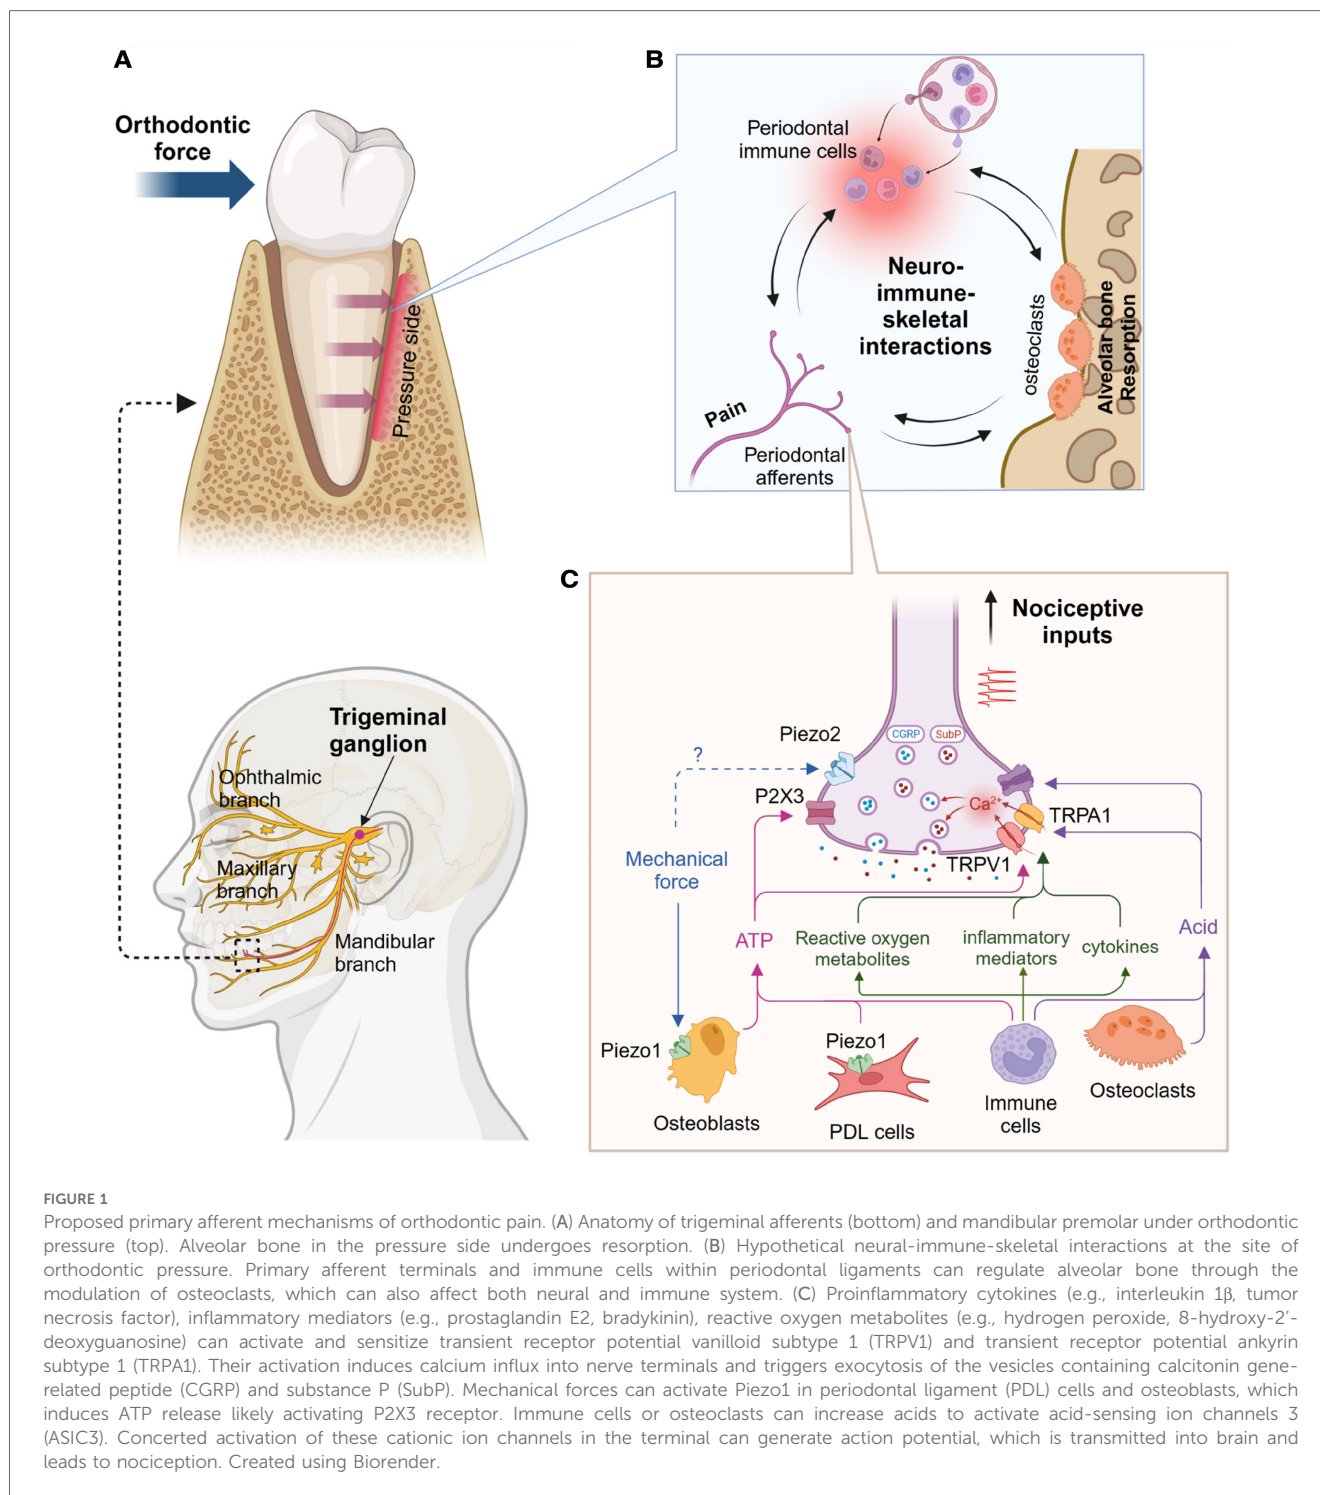 A
Orthodontic
force
Pressure side
B
Periodontal
immune cells
Neuro-
immune-
skeletal
interactions
osteoclasts
Alveolar bone
Resorption
Pain
Periodontal
afferents
Trigeminal
ganglion
Ophthalmic
branch
Maxillary
branch
Mandibular
branch
C
Nociceptive
inputs
Piezo2
CGRP
SubP
?
P2X3
Ca2+
TRPA1
TRPV1
Mechanical
force
ATP
Reactive oxygen
metabolites
inflammatory
mediators
cytokines
Acid
Piezo1
Piezo1
Osteoblasts
PDL cells
Immune
cells
Osteoclasts
FIGURE 1
Proposed primary afferent mechanisms of orthodontic pain. (A) Anatomy of trigeminal afferents (bottom) and mandibular premolar under orthodontic
pressure (top). Alveolar bone in the pressure side undergoes resorption. (B) Hypothetical neural-immune-skeletal interactions at the site of
orthodontic pressure. Primary afferent terminals and immune cells within periodontal ligaments can regulate alveolar bone through the
modulation of osteoclasts, which can also affect both neural and immune system. (C) Proinflammatory cytokines (e.g., interleukin 1β, tumor
necrosis factor), inflammatory mediators (e.g., prostaglandin E2, bradykinin), reactive oxygen metabolites (e.g., hydrogen peroxide, 8-hydroxy-2′-
deoxyguanosine) can activate and sensitize transient receptor potential vanilloid subtype 1 (TRPV1) and transient receptor potential ankyrin
subtype 1 (TRPA1). Their activation induces calcium influx into nerve terminals and triggers exocytosis of the vesicles containing calcitonin gene-
related peptide (CGRP) and substance P (SubP). Mechanical forces can activate Piezo1 in periodontal ligament (PDL) cells and osteoblasts, which
induces ATP release likely activating P2X3 receptor. Immune cells or osteoclasts can increase acids to activate acid-sensing ion channels 3
(ASIC3). Concerted activation of these cationic ion channels in the terminal can generate action potential, which is transmitted into brain and
leads to nociception. Created using Biorender.